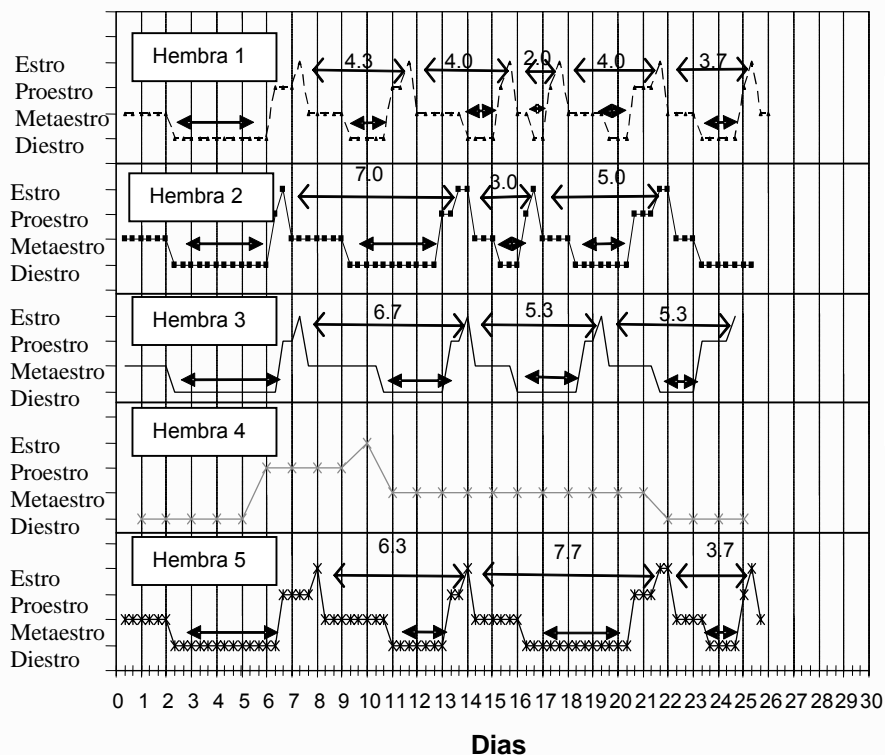 Hembra 1
4.3 4.0 2.0 4.0 3.7
Estro
Proestro
Metaestro
Diestro
Hembra 2
7.0 3.0 5.0
Estro
Proestro
Metaestro
Diestro
Hembra 3
6.7 5.3 5.3
Estro
Proestro
Metaestro
Diestro
Hembra 4
Estro
Proestro
Metaestro
Diestro
Hembra 5
6.3 7.7 3.7
Estro
Proestro
Metaestro
Diestro
0 1 2 3 4 5 6 7 8 9 10 11 12 13 14 15 16 17 18 19 20 21 22 23 24 25 26 27 28 29 30
Dias